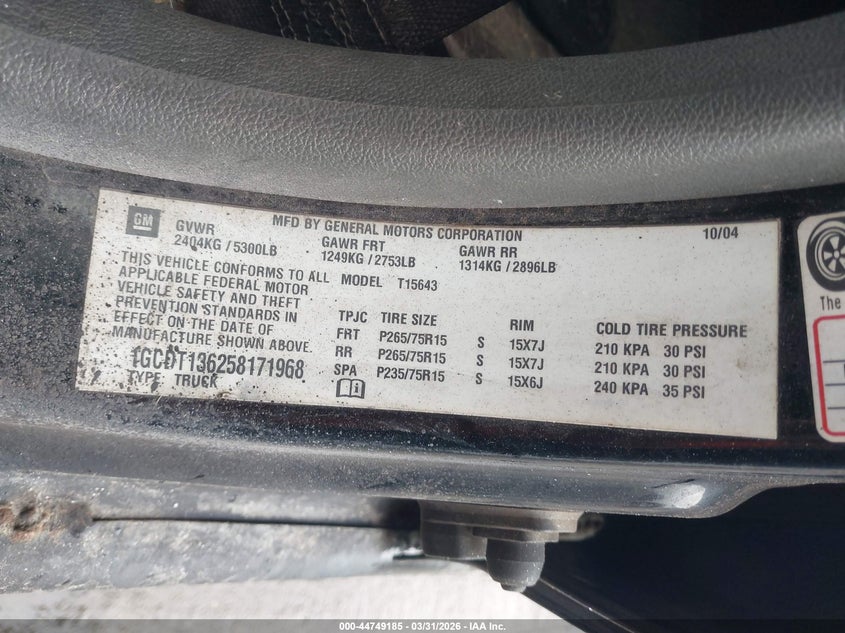 GM
MFD BY GENERAL MOTORS CORPORATION 10/04
GVWR GAWR FRT GAWR RR
2404KG / 5300LB 1249KG / 2753LB 1314KG / 2896LB
THIS VEHICLE CONFORMS TO ALL
APPLICABLE FEDERAL MOTOR
VEHICLE SAFETY AND THEFT
PREVENTION STANDARDS IN
EFFECT ON THE DATE OF
MANUFACTURE SHOWN ABOVE.
1GCDT136258171968
TYPE TRUCK
MODEL T15643
TPJC TIRE SIZE RIM COLD TIRE PRESSURE
FRT P265/75R15 S 15X7J 210 KPA 30 PSI
RR P265/75R15 S 15X7J 210 KPA 30 PSI
SPA P235/75R15 S 15X6J 240 KPA 35 PSI
The
000-44749185 - 03/31/2026 - IAA Inc.